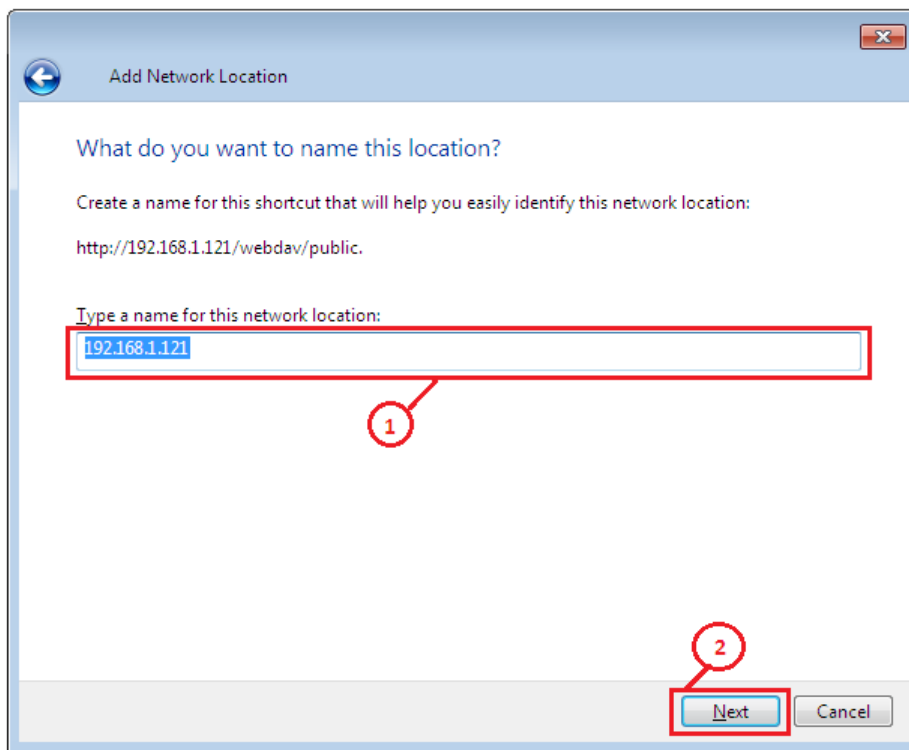 Add Network Location
What do you want to name this location?
Create a name for this shortcut that will help you easily identify this network location:
http://192.168.1.121/webdav/public.
Type a name for this network location:
192.168.1.121
1
2
Next
Cancel